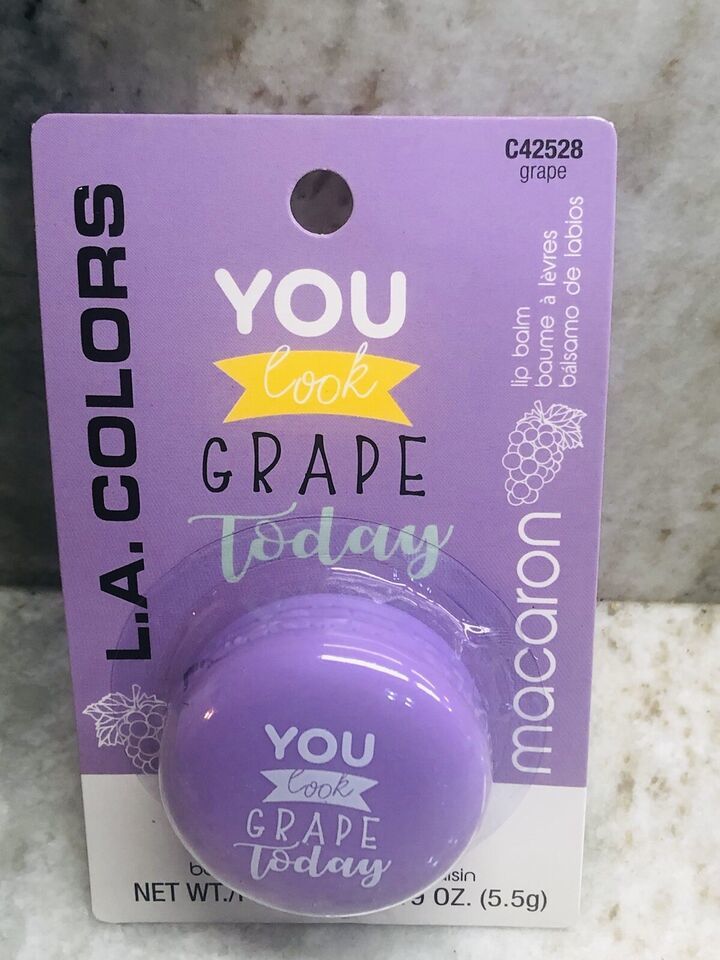 C42528
grape
L.A. COLORS
YOU
look
GRAPE
Today
lip balm
baume à lèvres
bálsamo de labios
macaron
YOU
look
GRAPE
Today
NET WT./
OZ. (5.5g)